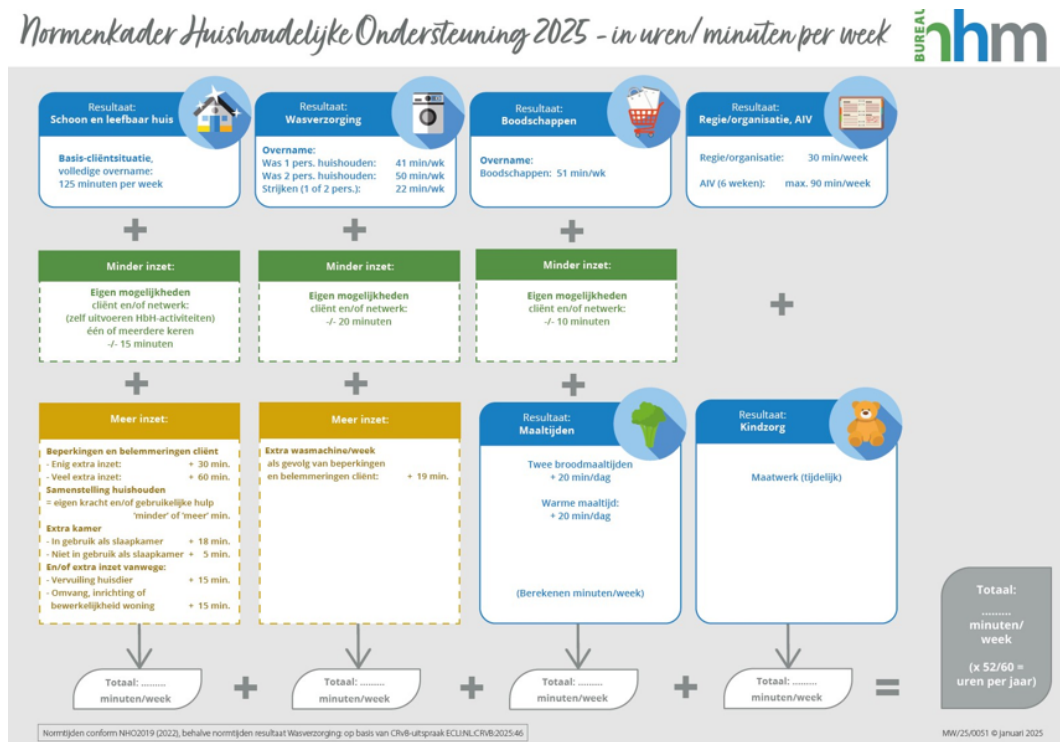 Normenkader Huishoudelijke Ondersteuning 2025 - in uren/ minuten per week
BUREAU
nhm
Resultaat:
Schoon en leefbaar huis
Basis-cliëntsituatie,
volledige overname:
125 minuten per week
Resultaat:
Wasverzorging
Overname:
Was 1 pers. huishouden: 41 min/wk
Was 2 pers. huishouden: 50 min/wk
Strijken (1 of 2 pers.): 22 min/wk
Resultaat:
Boodschappen
Overname:
Boodschappen: 51 min/wk
Resultaat:
Regie/organisatie, AIV
Regie/organisatie: 30 min/week
AIV (6 weken): max. 90 min/week
+
+
+
Minder inzet:
Eigen mogelijkheden
cliënt en/of netwerk:
(zelf uitvoeren HbH-activiteiten)
één of meerdere keren
-/- 15 minuten
Minder inzet:
Eigen mogelijkheden
cliënt en/of netwerk:
-/- 20 minuten
Minder inzet:
Eigen mogelijkheden
cliënt en/of netwerk:
-/- 10 minuten
+
+
+
+
Meer inzet:
Beperkingen en belemmeringen cliënt
- Enig extra inzet: + 30 min.
- Veel extra inzet: + 60 min.
Samenstelling huishouden
= eigen kracht en/of gebruikelijke hulp
'minder' of 'meer' min.
Extra kamer
- In gebruik als slaapkamer + 18 min.
- Niet in gebruik als slaapkamer + 5 min.
En/of extra inzet vanwege:
- Vervuiling huisdier + 15 min.
- Omvang, inrichting of
bewerkelijkheid woning + 15 min.
Meer inzet:
Extra wasmachine/week
als gevolg van beperkingen
en belemmeringen cliënt: + 19 min.
Resultaat:
Maaltijden
Twee broodmaaltijden
+ 20 min/dag
Warme maaltijd:
+ 20 min/dag
(Berekenen minuten/week)
Resultaat:
Kindzorg
Maatwerk (tijdelijk)
Totaal: .........
minuten/week
+
Totaal: .........
minuten/week
+
Totaal: .........
minuten/week
+
Totaal: .........
minuten/week
=
Totaal:
.........
minuten/
week
(x 52/60 =
uren per jaar)
Normtijden conform NHO2019 (2022), behalve normtijden resultaat Wasverzorging: op basis van CRvB-uitspraak ECLI:NL:CRVB:2025:46
MW/25/0051 © januari 2025